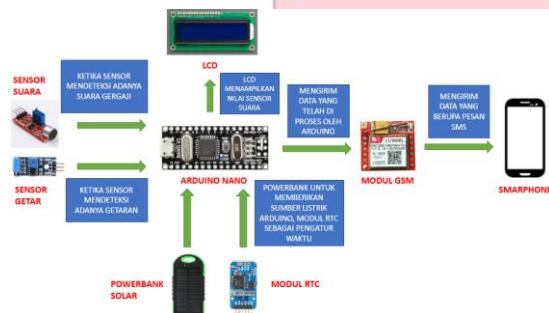 LCD
SENSOR
SUARA
KETIKA SENSOR
MENDETEKSI ADANYA
SUARA GERGAJI
LCD
MENAMPILKAN
NILAI SENSOR
SUARA
MENGIRIM
DATA YANG
TELAH DI
PROSES OLEH
ARDUINO
MENGIRIM
DATA YANG
BERUPA PESAN
SMS
SENSOR
GETAR
KETIKA SENSOR
MENDETEKSI
ADANYA GETARAN
ARDUINO NANO
MODUL GSM
SMARPHONE
POWERBANK UNTUK
MEMBERIKAN
SUMBER LISTRIK
ARDUINO, MODUL RTC
SEBAGAI PENGATUR
WAKTU
POWERBANK
SOLAR
MODUL RTC